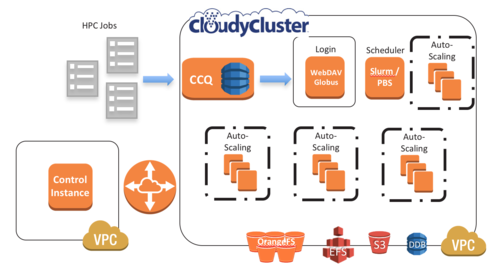 HPC Jobs
CloudyCluster
CCQ
Login
WebDAV
Globus
Scheduler
Slurm /
PBS
Auto-
Scaling
Auto-
Scaling
Auto-
Scaling
Auto-
Scaling
Control
Instance
VPC
OrangeFS
EFS
S3
DDB
VPC